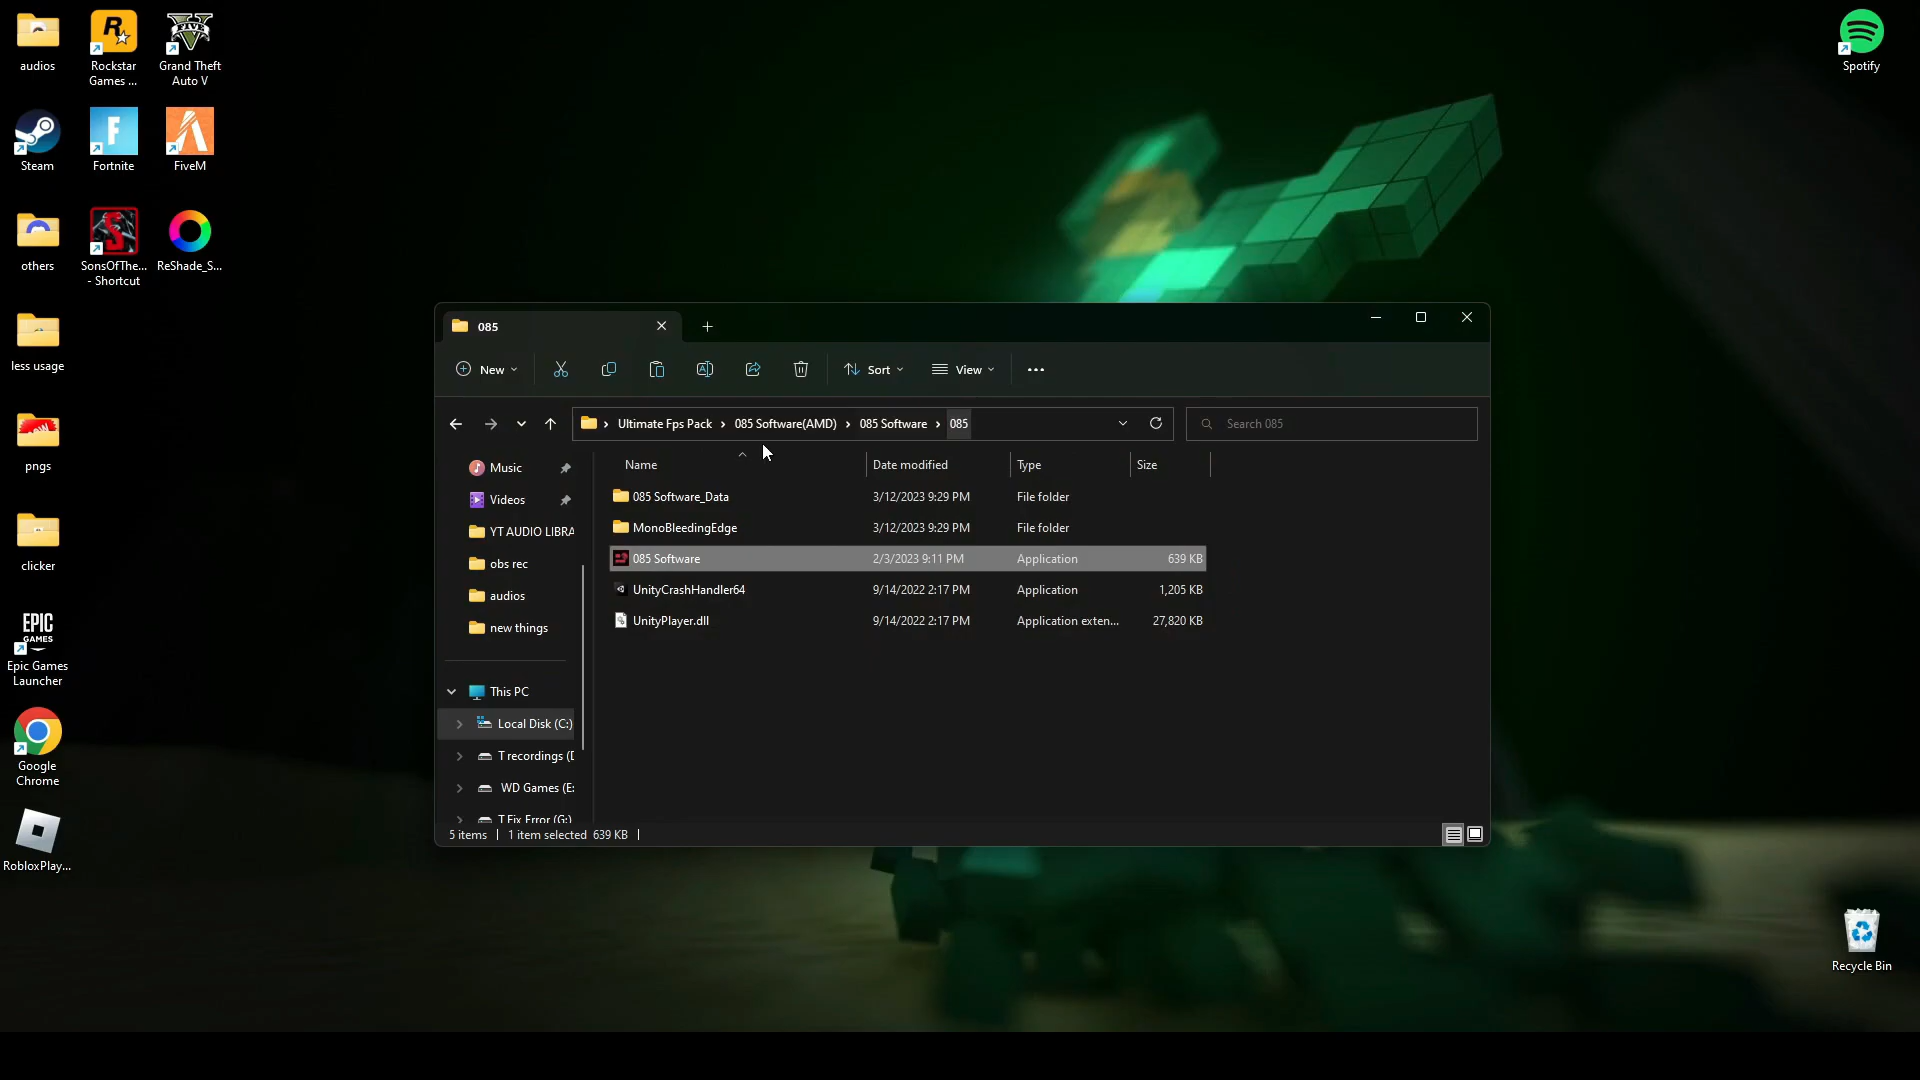 audios
Rockstar
Games ...
Grand Theft
Auto V
Spotify
Steam
Fortnite
FiveM
others
SonsOfThe...
- Shortcut
ReShade_S...
less usage
pngs
clicker
Epic Games
Launcher
Google
Chrome
RobloxPlay...
Recycle Bin
EPIC
GAMES
085
New
Sort
View
Ultimate Fps Pack
085 Software(AMD)
085 Software
085
Search 085
Name
Date modified
Type
Size
085 Software_Data 3/12/2023 9:29 PM File folder
MonoBleedingEdge 3/12/2023 9:29 PM File folder
085 Software 2/3/2023 9:11 PM Application 639 KB
UnityCrashHandler64 9/14/2022 2:17 PM Application 1,205 KB
UnityPlayer.dll 9/14/2022 2:17 PM Application exten... 27,820 KB
Music
Videos
YT AUDIO LIBRA
obs rec
audios
new things
This PC
Local Disk (C:)
T recordings (D
WD Games (E:
T Fix Error (G:)
5 items
1 item selected 639 KB